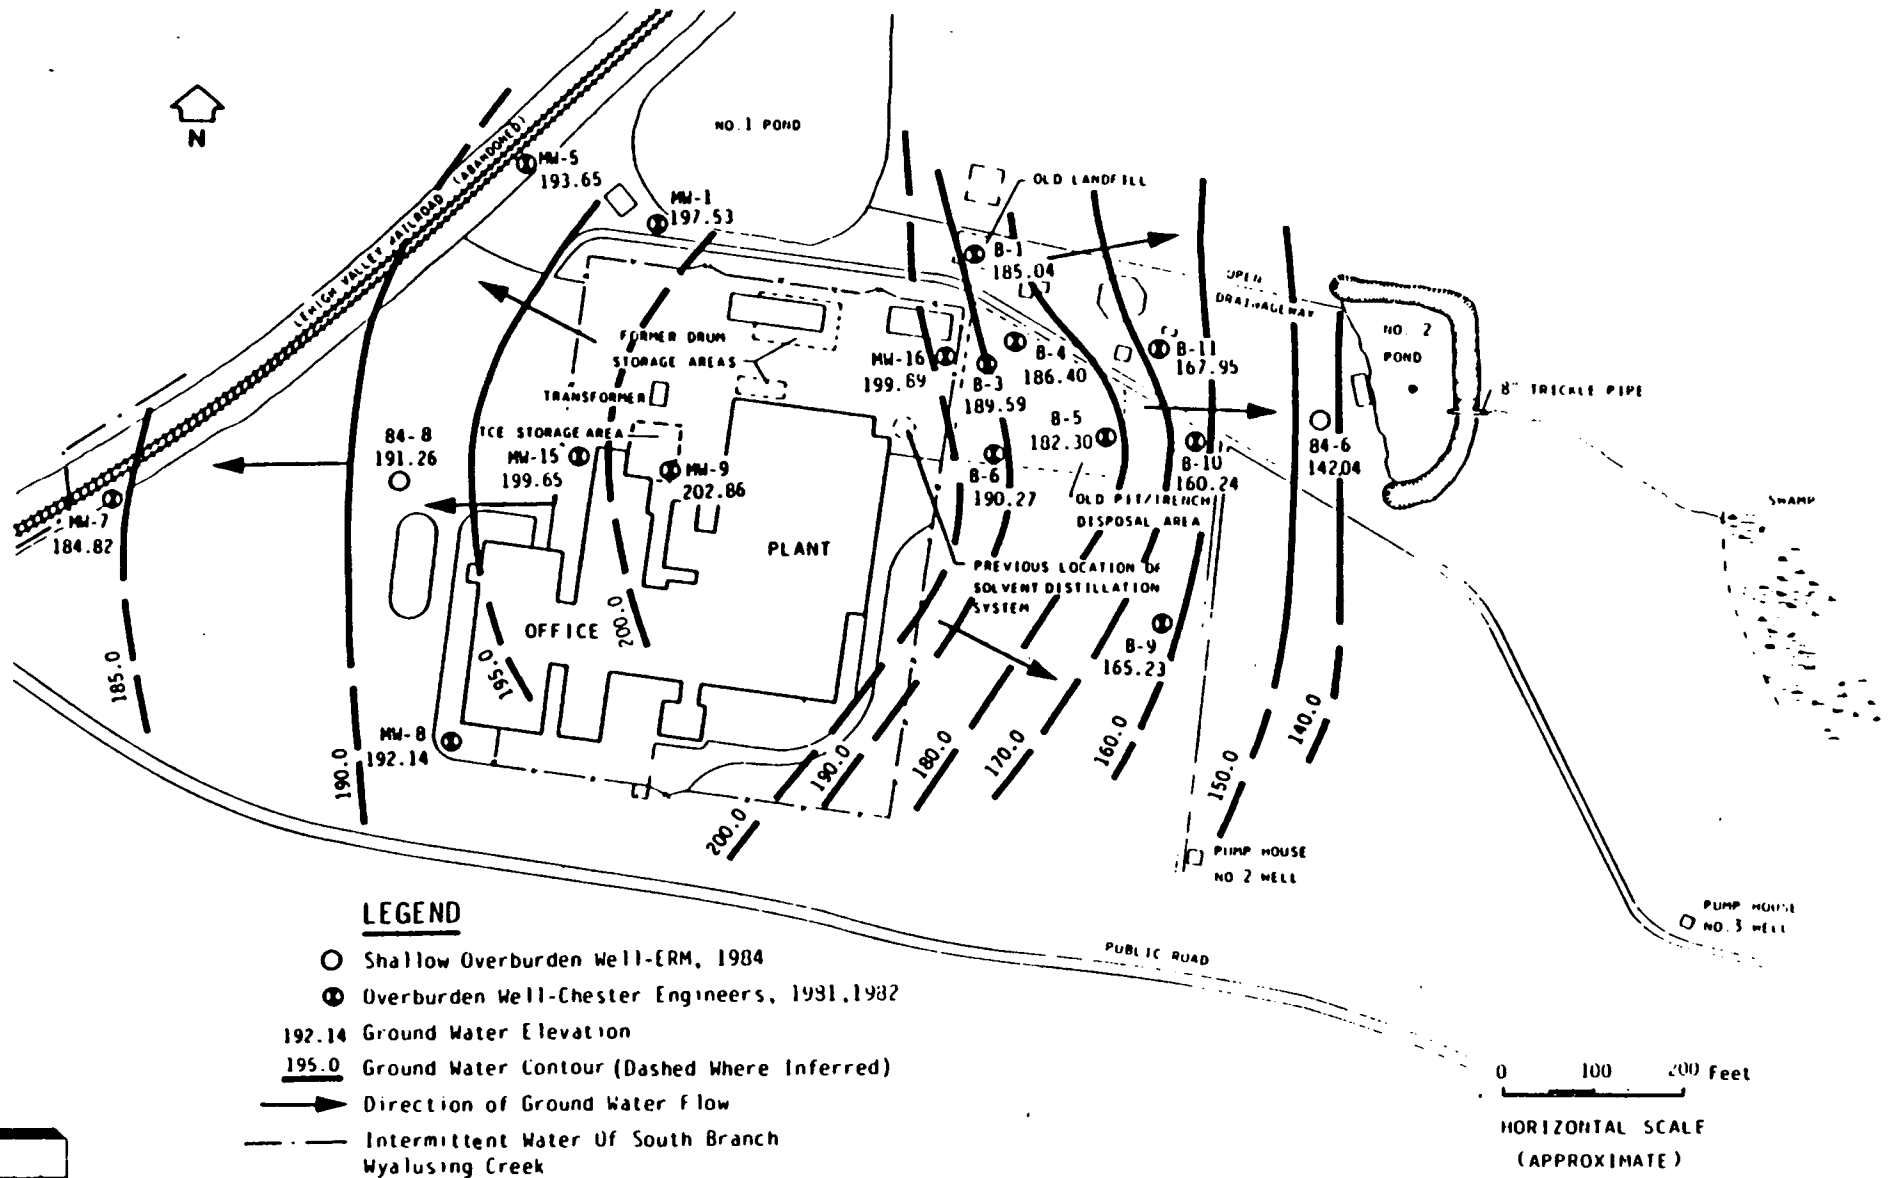 N
NO. 1 POND
LEHIGH VALLEY RAILROAD (ABANDONED)
MW-5
193.65
MW-1
197.53
OLD LANDFILL
B-1
185.04
OPEN
DRAINAGEWAY
NO. 2
POND
8" TRICKLE PIPE
FORMER DRUM
STORAGE AREAS
MW-16
199.69
B-3
189.59
B-4
186.40
B-11
167.95
TRANSFORMER
TCE STORAGE AREA
MW-15
199.65
MW-9
202.86
84-8
191.26
B-5
182.30
B-6
190.27
B-10
160.24
84-6
142.04
OLD PIT/TRENCH
DISPOSAL AREA
SWAMP
MW-7
184.82
PLANT
PREVIOUS LOCATION OF
SOLVENT DISTILLATION
SYSTEM
OFFICE
B-9
165.23
185.0
190.0
195.0
200.0
MW-8
192.14
200.0
190.0
180.0
170.0
160.0
150.0
140.0
PUMP HOUSE
NO 2 WELL
PUMP HOUSE
NO. 3 WELL
PUBLIC ROAD
LEGEND
Shallow Overburden Well-ERM, 1984
Overburden Well-Chester Engineers, 1981,1982
192.14 Ground Water Elevation
195.0 Ground Water Contour (Dashed Where Inferred)
Direction of Ground Water Flow
Intermittent Water Of South Branch
Wyalusing Creek
0 100 200 Feet
HORIZONTAL SCALE
(APPROXIMATE)